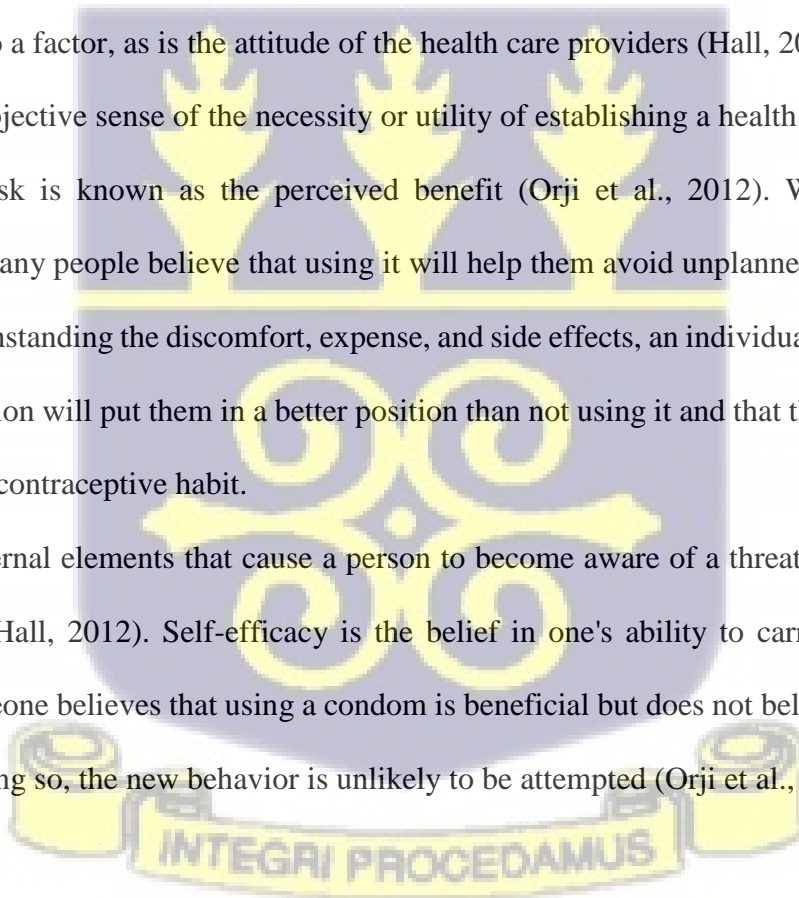 a factor, as is the attitude of the health care providers (Hall, 20
jective sense of the necessity or utility of establishing a health
sk is known as the perceived benefit (Orji et al., 2012). W
any people believe that using it will help them avoid unplanne
nstanding the discomfort, expense, and side effects, an individua
ion will put them in a better position than not using it and that t
contraceptive habit.
ernal elements that cause a person to become aware of a threat
Hall, 2012). Self-efficacy is the belief in one's ability to carr
eone believes that using a condom is beneficial but does not bel
ng so, the new behavior is unlikely to be attempted (Orji et al.,
INTEGRI PROCEDAMUS